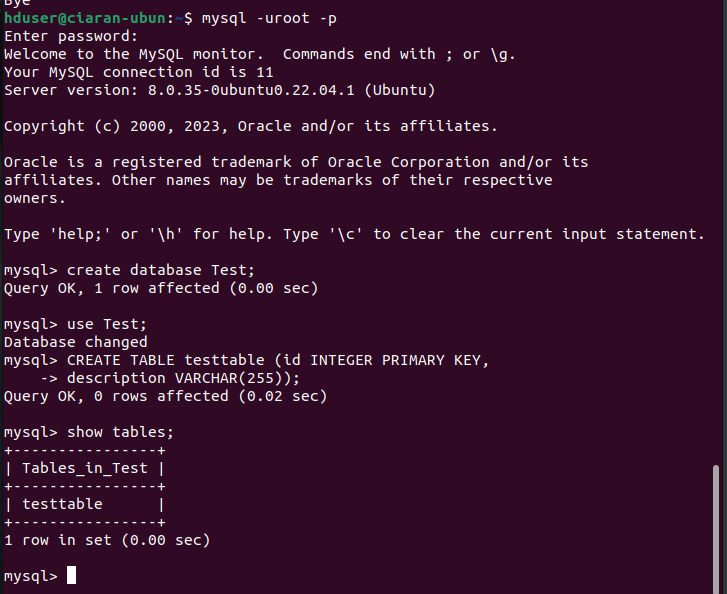 Bye
hduser@ciaran-ubun:~$ mysql -uroot -p
Enter password:
Welcome to the MySQL monitor.  Commands end with ; or \g.
Your MySQL connection id is 11
Server version: 8.0.35-0ubuntu0.22.04.1 (Ubuntu)

Copyright (c) 2000, 2023, Oracle and/or its affiliates.

Oracle is a registered trademark of Oracle Corporation and/or its
affiliates. Other names may be trademarks of their respective
owners.

Type 'help;' or '\h' for help. Type '\c' to clear the current input statement.

mysql> create database Test;
Query OK, 1 row affected (0.00 sec)

mysql> use Test;
Database changed
mysql> CREATE TABLE testtable (id INTEGER PRIMARY KEY,
    -> description VARCHAR(255));
Query OK, 0 rows affected (0.02 sec)

mysql> show tables;
+----------------+
| Tables_in_Test |
+----------------+
| testtable      |
+----------------+
1 row in set (0.00 sec)

mysql>